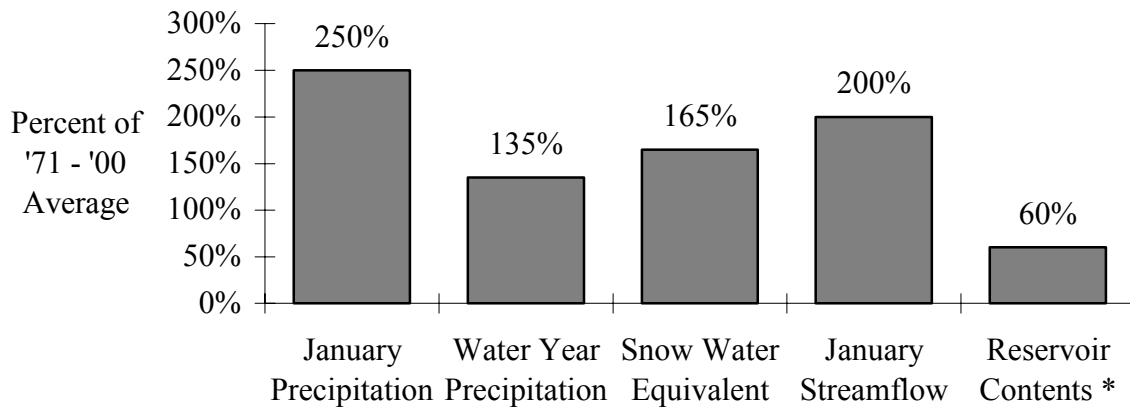 300%
250%
200%
150%
100%
50%
0%
Percent of
'71 - '00
Average
250%
135%
165%
200%
60%
January
Precipitation
Water Year
Precipitation
Snow Water
Equivalent
January
Streamflow
Reservoir
Contents *